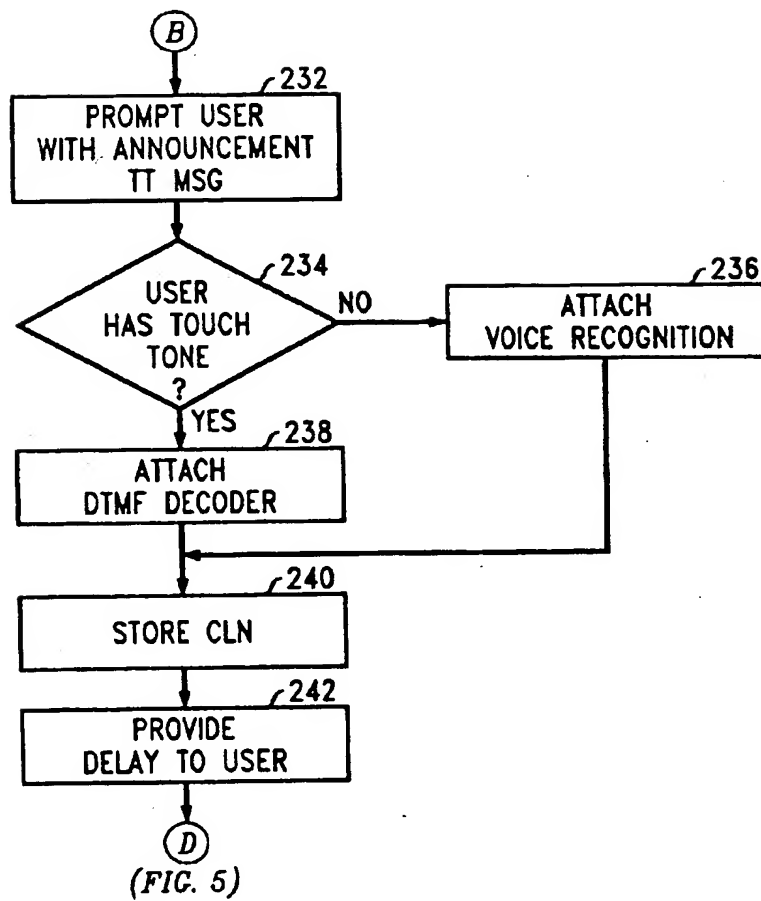 B
232
PROMPT USER
WITH ANNOUNCEMENT
TT MSG
234
USER
HAS TOUCH
TONE
?
NO
236
ATTACH
VOICE RECOGNITION
YES
238
ATTACH
DTMF DECODER
240
STORE CLN
242
PROVIDE
DELAY TO USER
D
(FIG. 5)